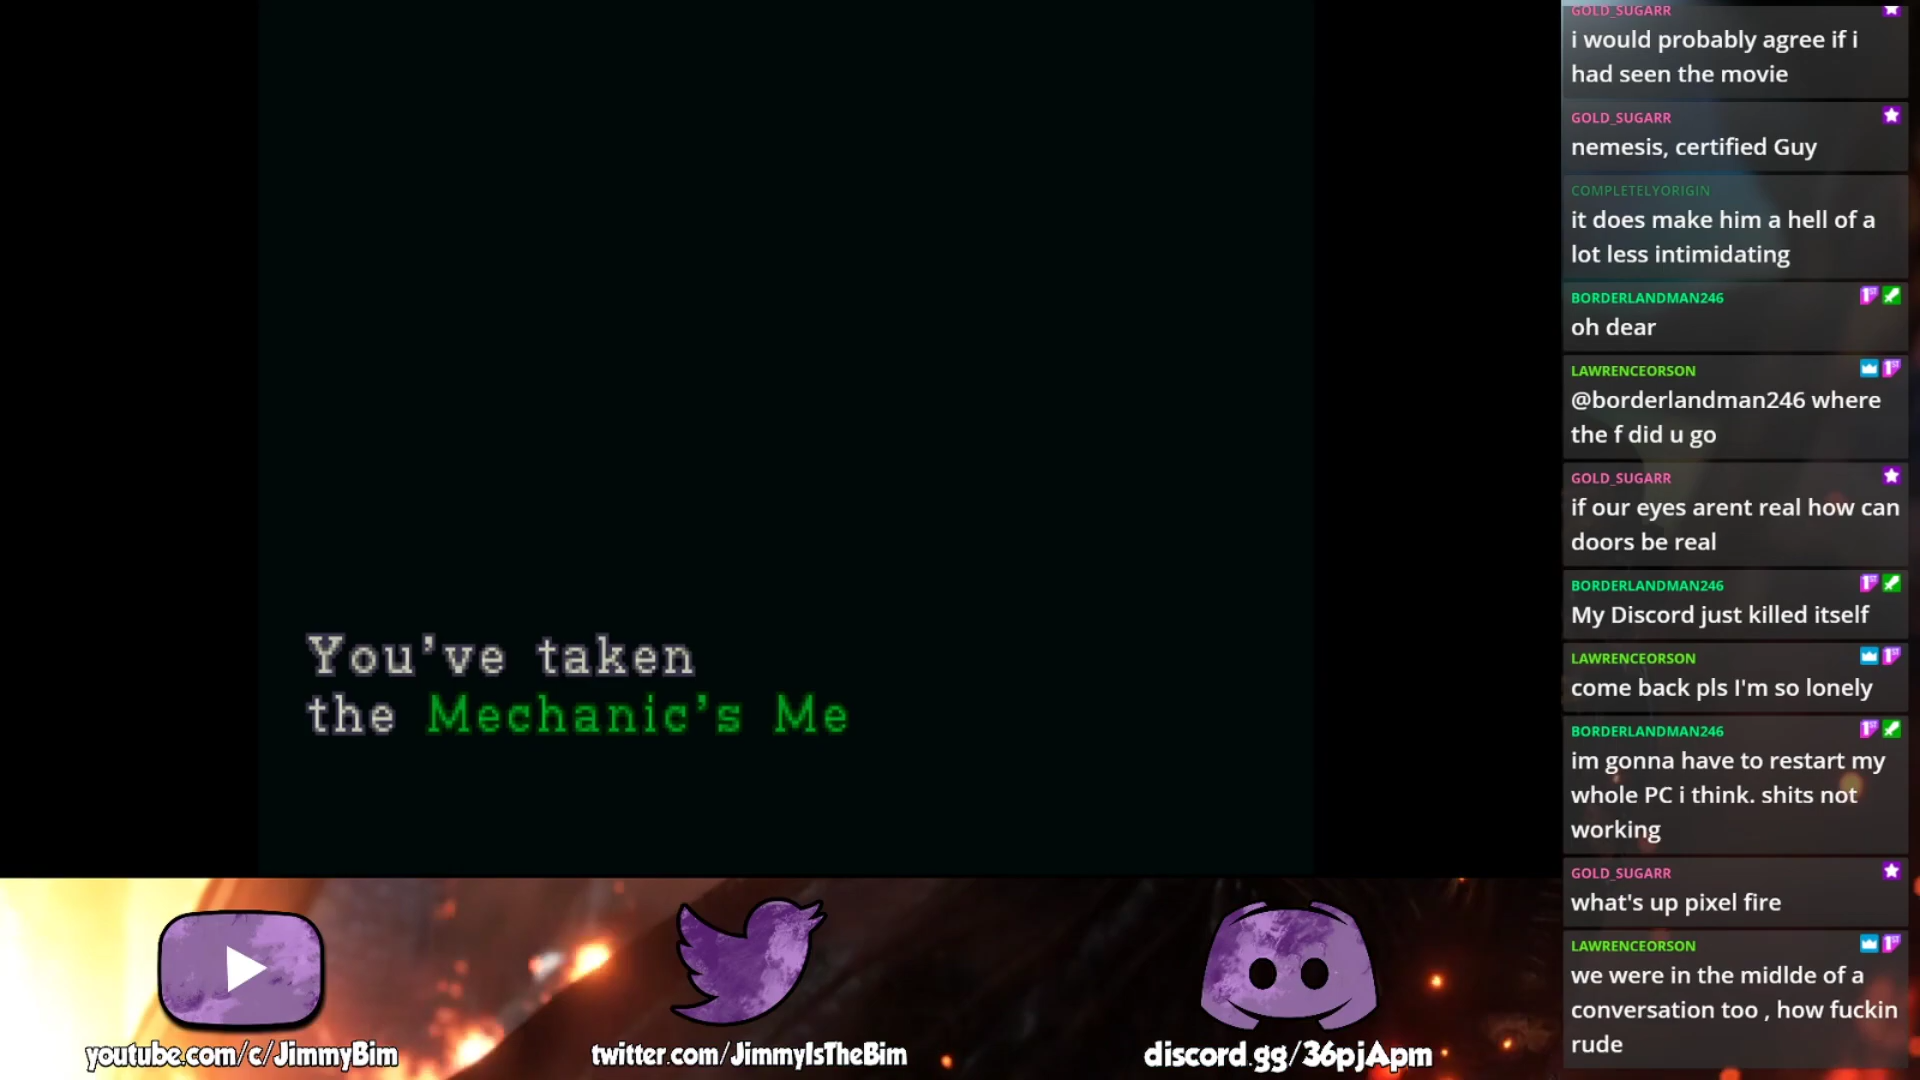 You've taken
the Mechanic's Me
GOLD_SUGARR
i would probably agree if i
had seen the movie
GOLD_SUGARR
nemesis, certified Guy
COMPLETELYORIGIN
it does make him a hell of a
lot less intimidating
BORDERLANDMAN246
oh dear
LAWRENCEORSON
@borderlandman246 where
the f did u go
GOLD_SUGARR
if our eyes arent real how can
doors be real
BORDERLANDMAN246
My Discord just killed itself
LAWRENCEORSON
come back pls I'm so lonely
BORDERLANDMAN246
im gonna have to restart my
whole PC i think. shits not
working
GOLD_SUGARR
what's up pixel fire
LAWRENCEORSON
we were in the midlde of a
conversation too , how fuckin
rude
youtube.com/c/JimmyBim
twitter.com/JimmyIsTheBim
discord.gg/36pjApm